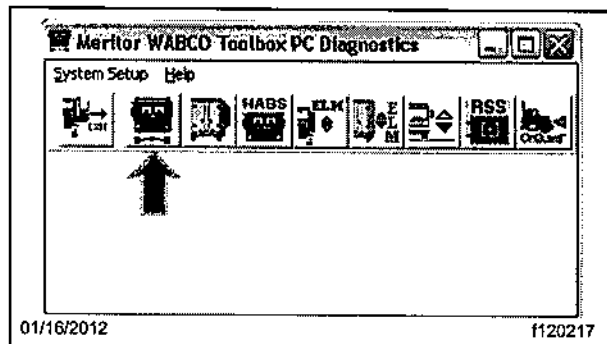 Meritor WABCO Toolbox PC Diagnostics
System Setup Help
HABS ELM RSS
01/16/2012 f120217